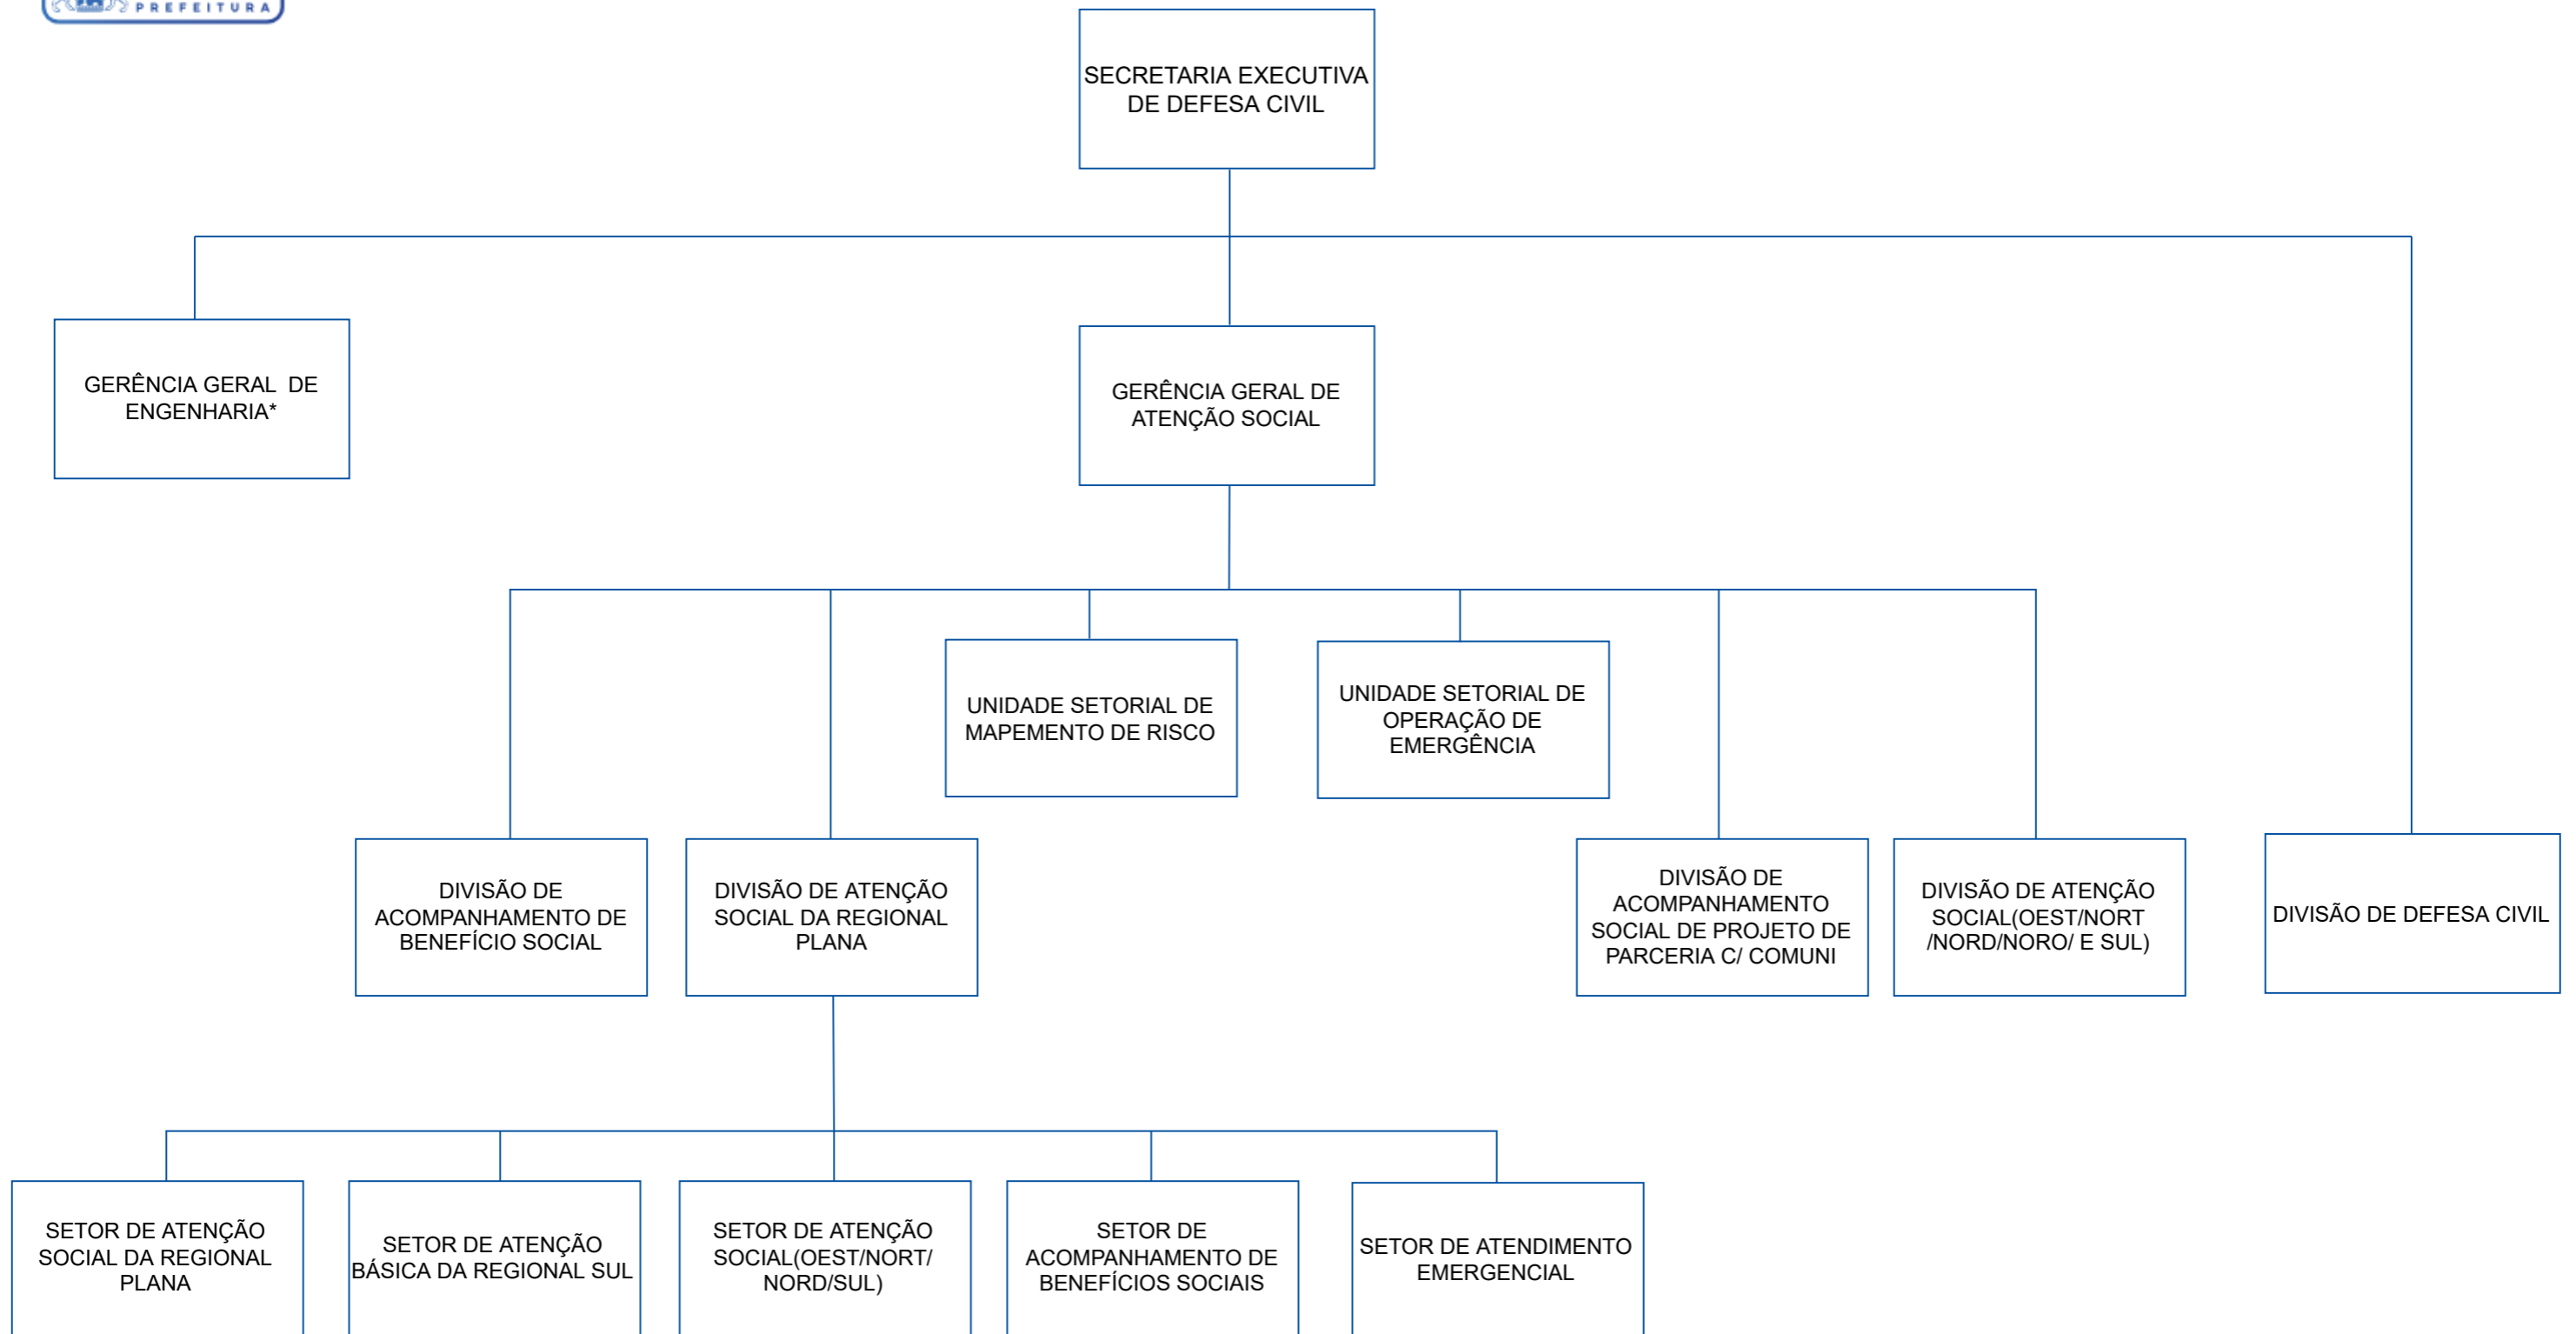 PREFEITURA
SECRETARIA EXECUTIVA
DE DEFESA CIVIL
GERÊNCIA GERAL DE
ENGENHARIA*
GERÊNCIA GERAL DE
ATENÇÃO SOCIAL
UNIDADE SETORIAL DE
MAPEMENTO DE RISCO
UNIDADE SETORIAL DE
OPERAÇÃO DE
EMERGÊNCIA
DIVISÃO DE
ACOMPANHAMENTO DE
BENEFÍCIO SOCIAL
DIVISÃO DE ATENÇÃO
SOCIAL DA REGIONAL
PLANA
DIVISÃO DE
ACOMPANHAMENTO
SOCIAL DE PROJETO DE
PARCERIA C/ COMUNI
DIVISÃO DE ATENÇÃO
SOCIAL(OEST/NORT
/NORD/NORO/ E SUL)
DIVISÃO DE DEFESA CIVIL
SETOR DE ATENÇÃO
SOCIAL DA REGIONAL
PLANA
SETOR DE ATENÇÃO
BÁSICA DA REGIONAL SUL
SETOR DE ATENÇÃO
SOCIAL(OEST/NORT/
NORD/SUL)
SETOR DE
ACOMPANHAMENTO DE
BENEFÍCIOS SOCIAIS
SETOR DE ATENDIMENTO
EMERGENCIAL